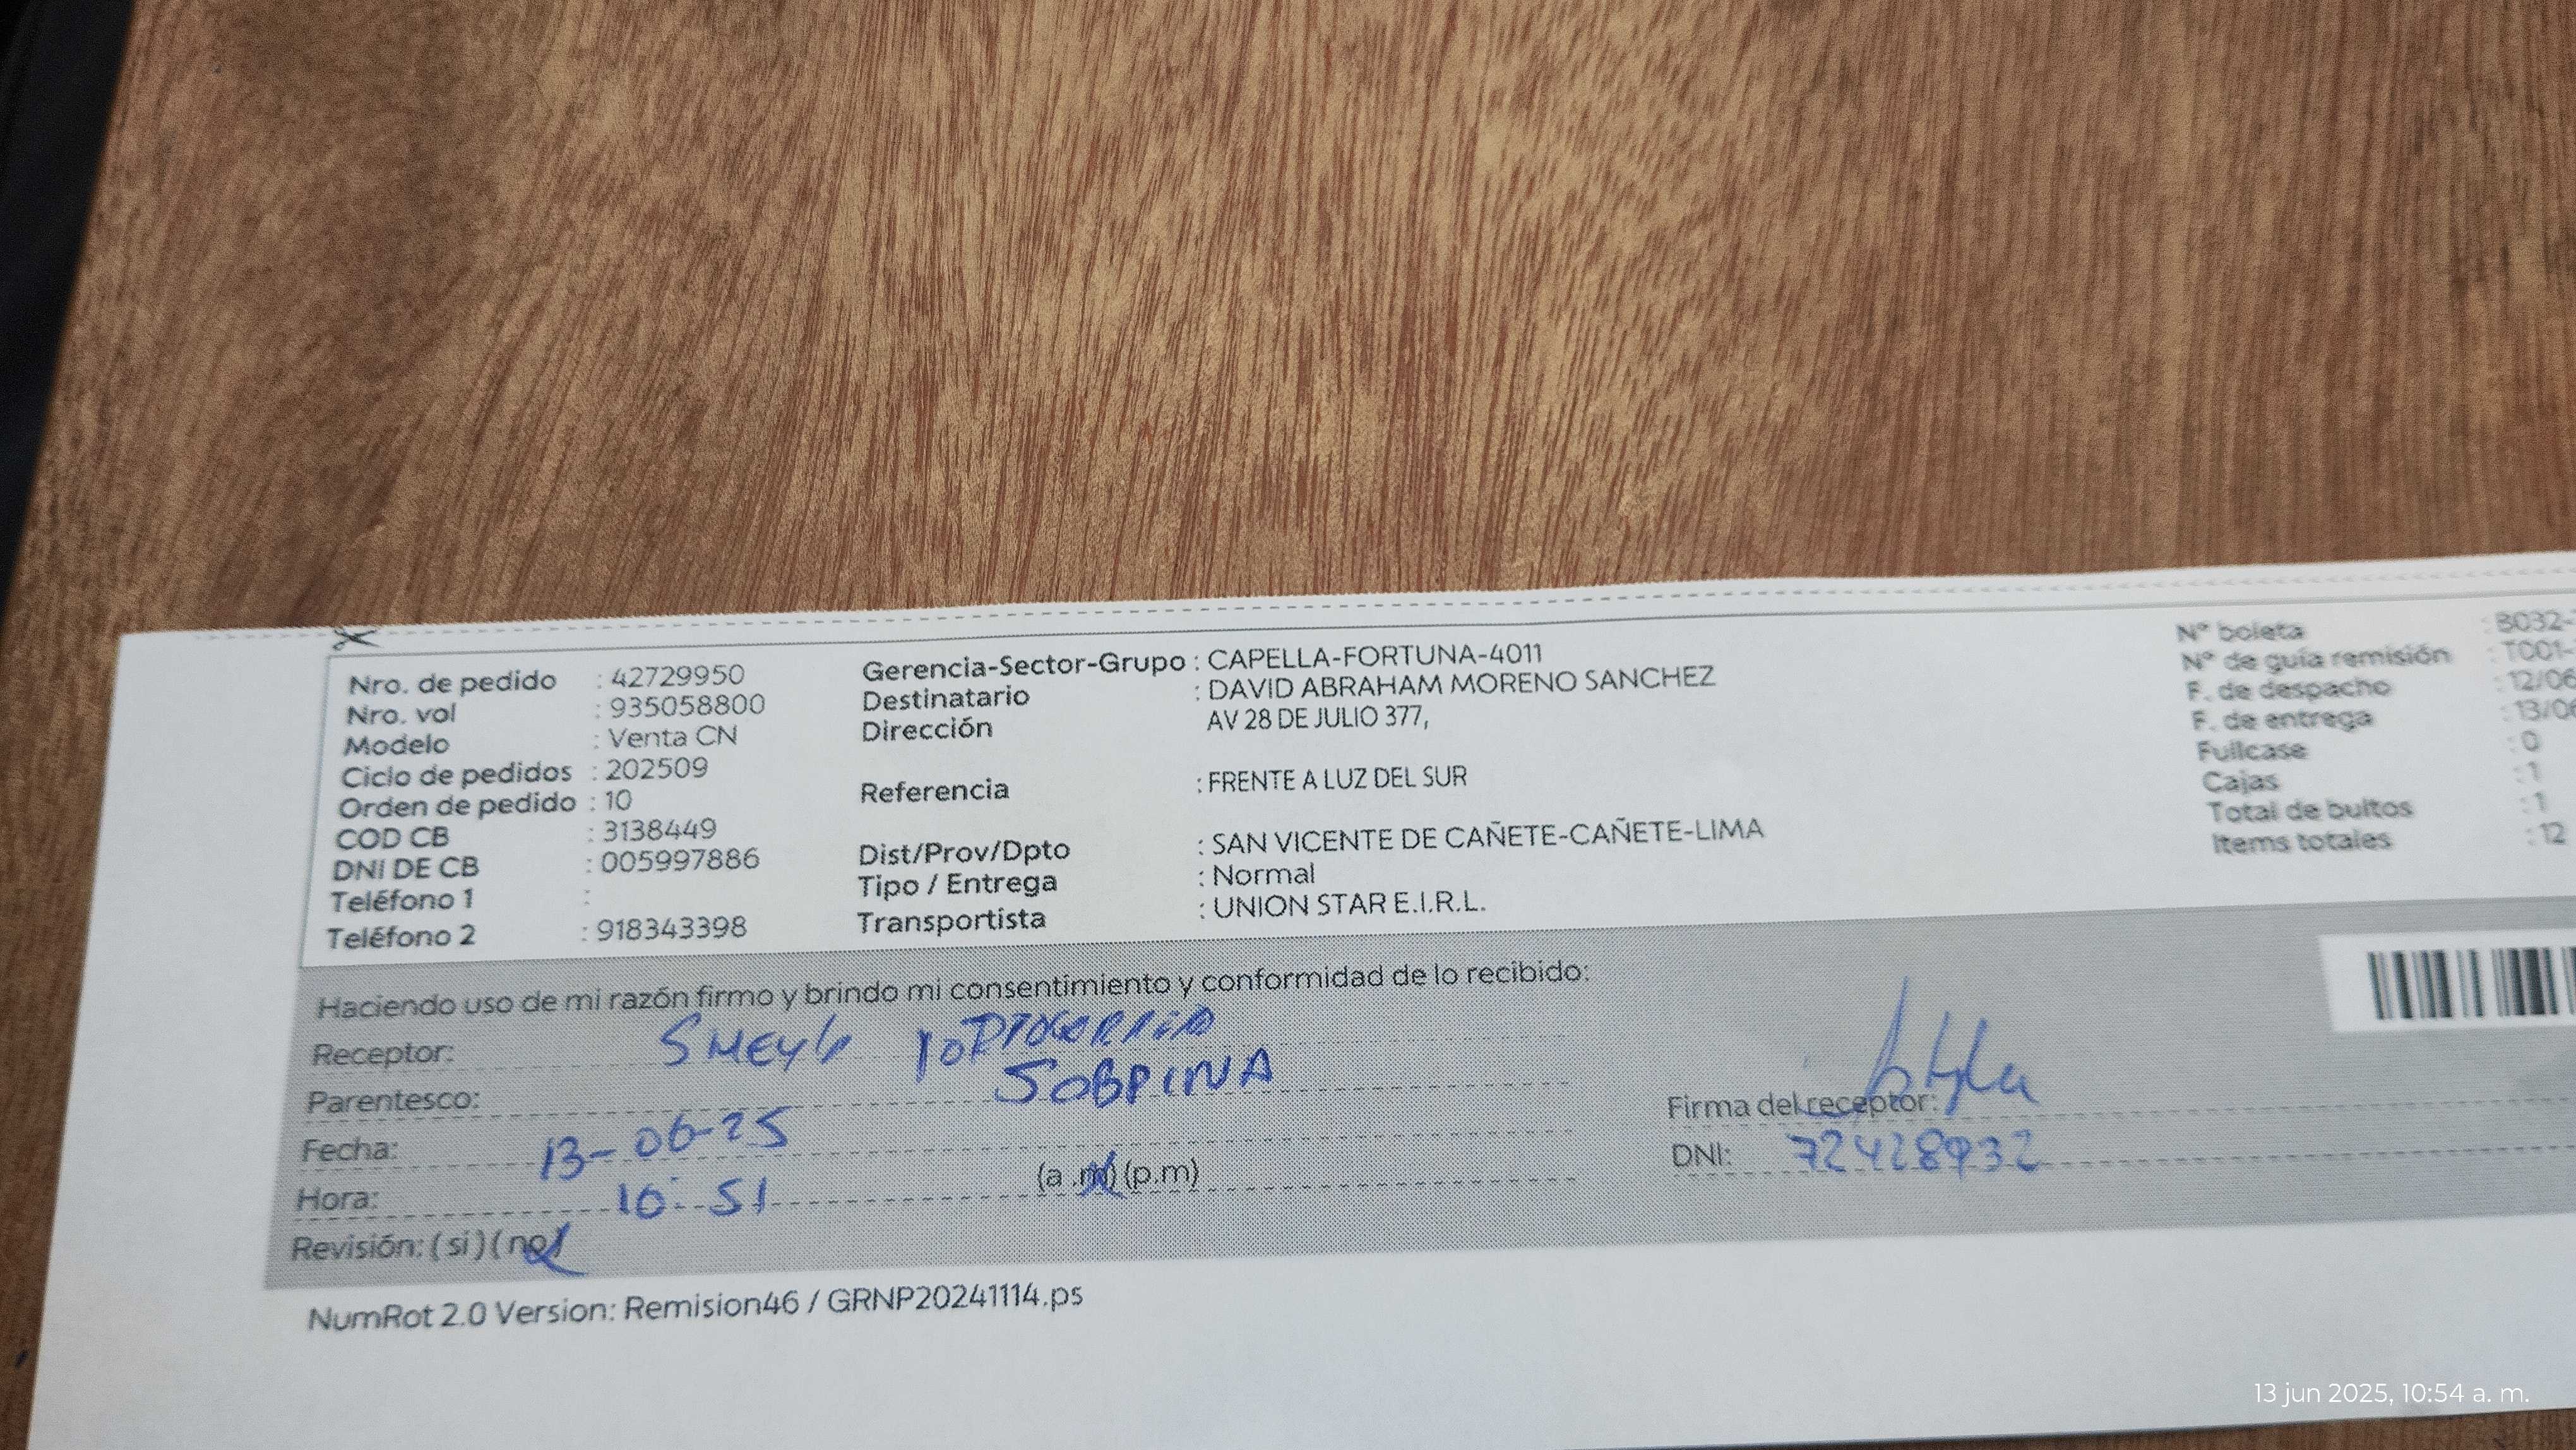 Nro. de pedido : 42729950 Gerencia-Sector-Grupo : CAPELLA-FORTUNA-4011 N° boleta : B032-
Nro. vol : 935058800 Destinatario : DAVID ABRAHAM MORENO SANCHEZ N° de guía remisión : T001-
Modelo : Venta CN Dirección AV 28 DE JULIO 377, F. de despacho : 12/06
Ciclo de pedidos : 202509 F. de entrega : 13/06
Orden de pedido : 10 Referencia : FRENTE A LUZ DEL SUR Fullcase : 0
COD CB : 3138449 Cajas : 1
DNI DE CB : 005997886 Dist/Prov/Dpto : SAN VICENTE DE CAÑETE-CAÑETE-LIMA Total de bultos : 1
Teléfono 1 : Tipo / Entrega : Normal Items totales : 12
Teléfono 2 : 918343398 Transportista : UNION STAR E.I.R.L.
Haciendo uso de mi razón firmo y brindo mi consentimiento y conformidad de lo recibido:
Receptor:
Parentesco: SOBRINA
Firma del receptor:
Fecha: 13-06-25
DNI: 72428932
Hora: 10:51 (a .m) (p.m)
Revisión: (si) (no)
NumRot 2.0 Version: Remision46 / GRNP20241114.ps
13 jun 2025, 10:54 a. m.